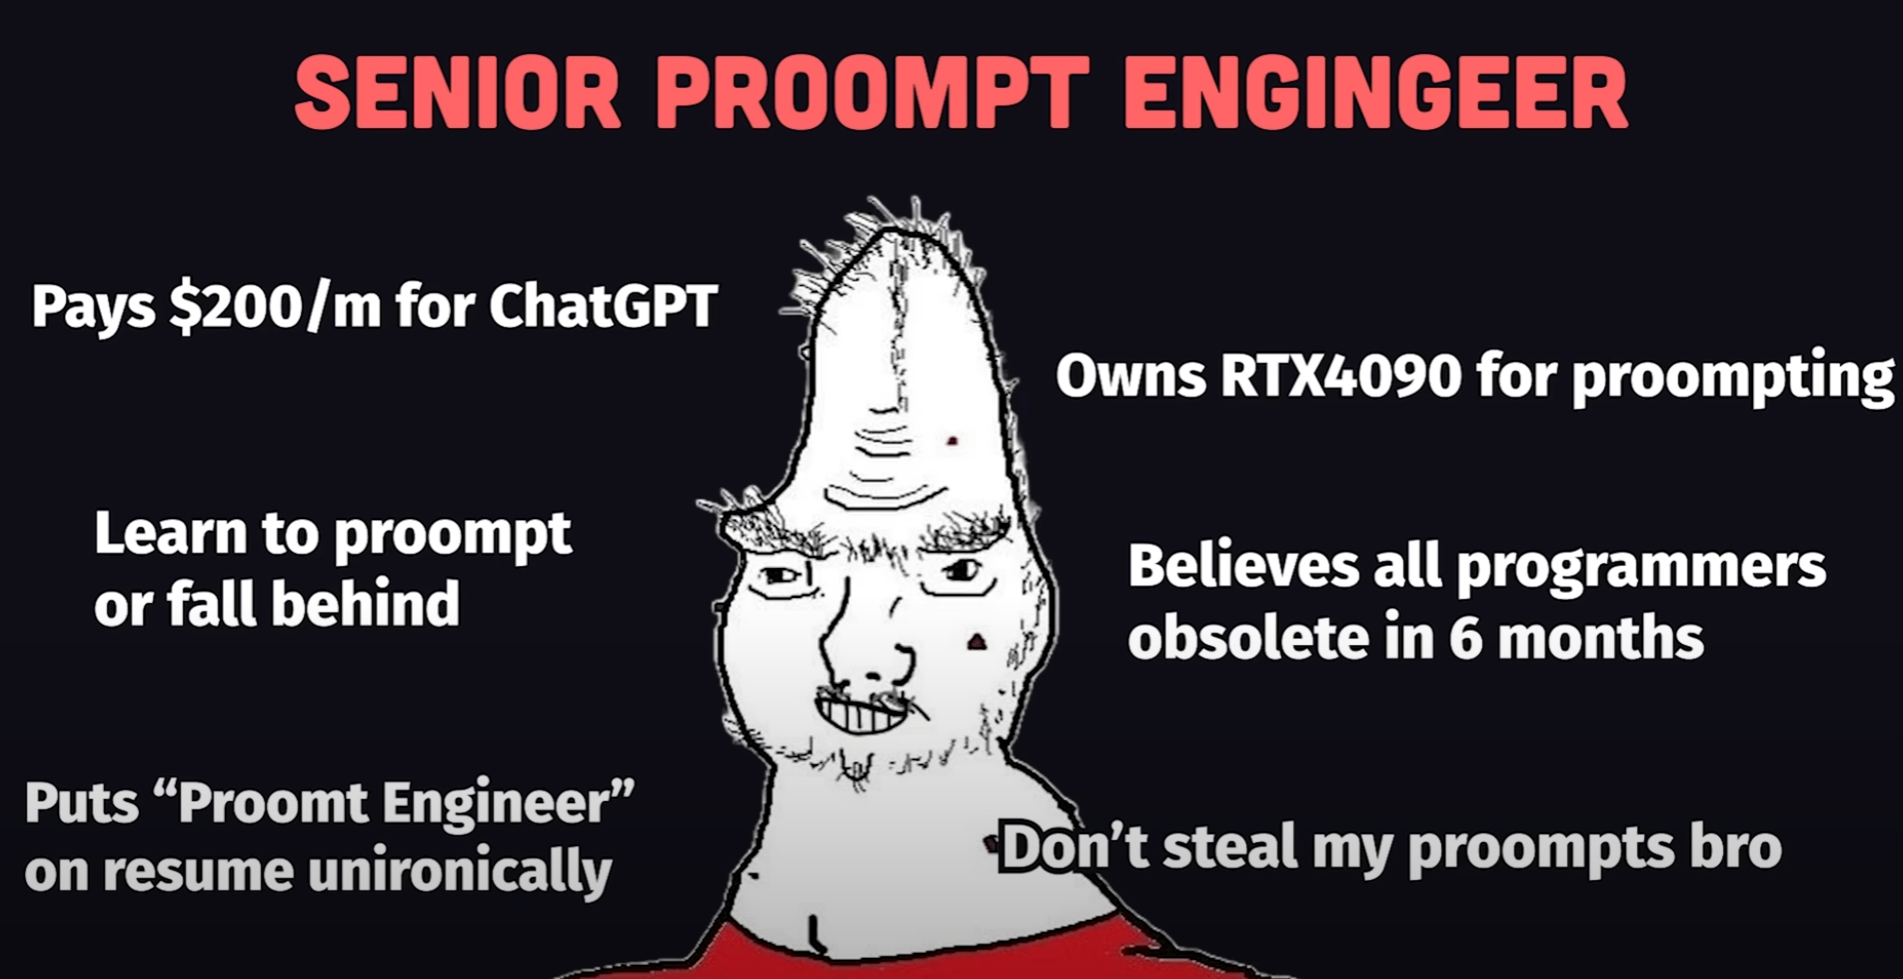 SENIOR PROOMPT ENGINGEER
Pays $200/m for ChatGPT
Owns RTX4090 for proompting
Learn to proompt
or fall behind
Believes all programmers
obsolete in 6 months
Puts “Proomt Engineer”
on resume unironically
Don’t steal my proompts bro